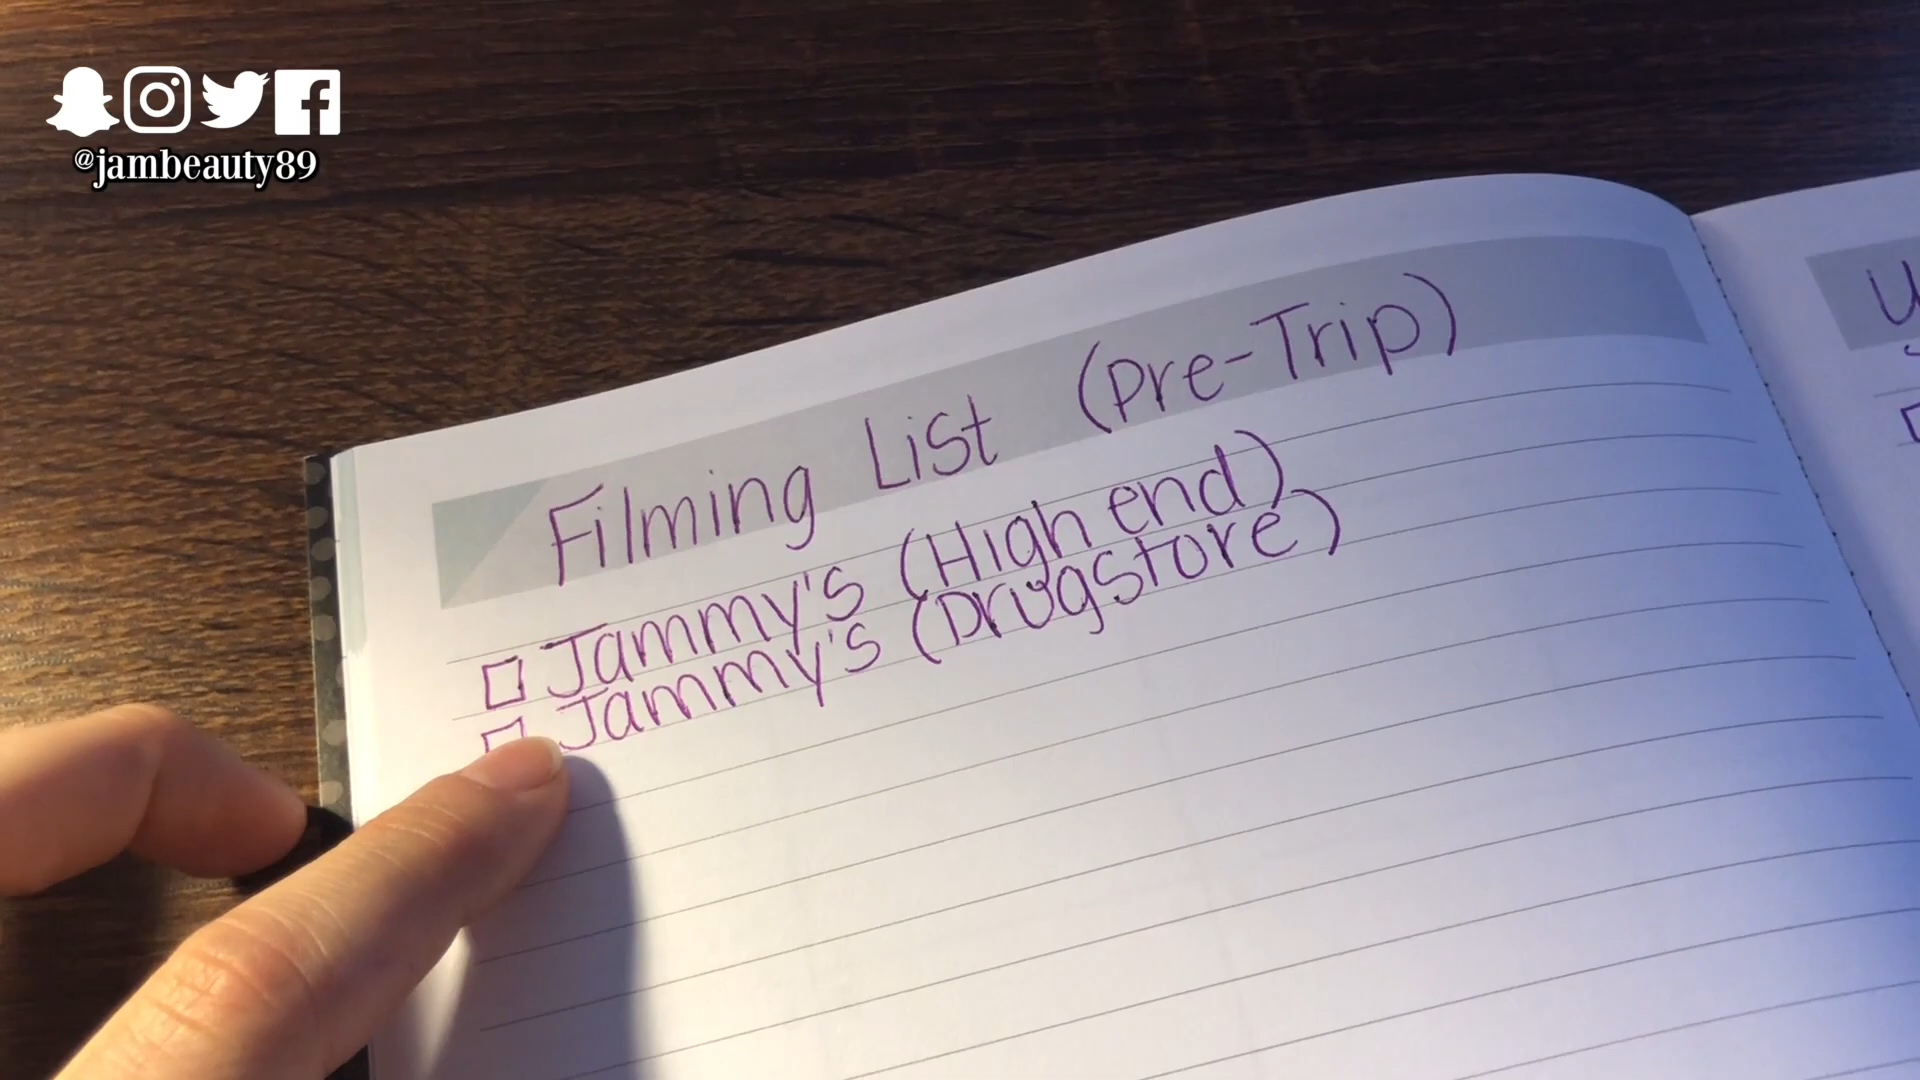 @jambeauty89
Filming List (Pre-Trip)
Jammy's (High end)
Jammy's (Drugstore)